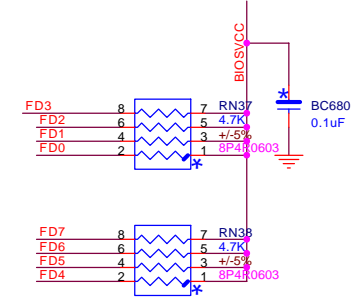 BIOSVCC
FD3 8 7 RN37
FD2 6 5 4.7K
FD1 4 3 +/-5%
FD0 2 1 8P4R0603
* BC680
0.1uF
*
FD7 8 7 RN38
FD6 6 5 4.7K
FD5 4 3 +/-5%
FD4 2 1 8P4R0603
*